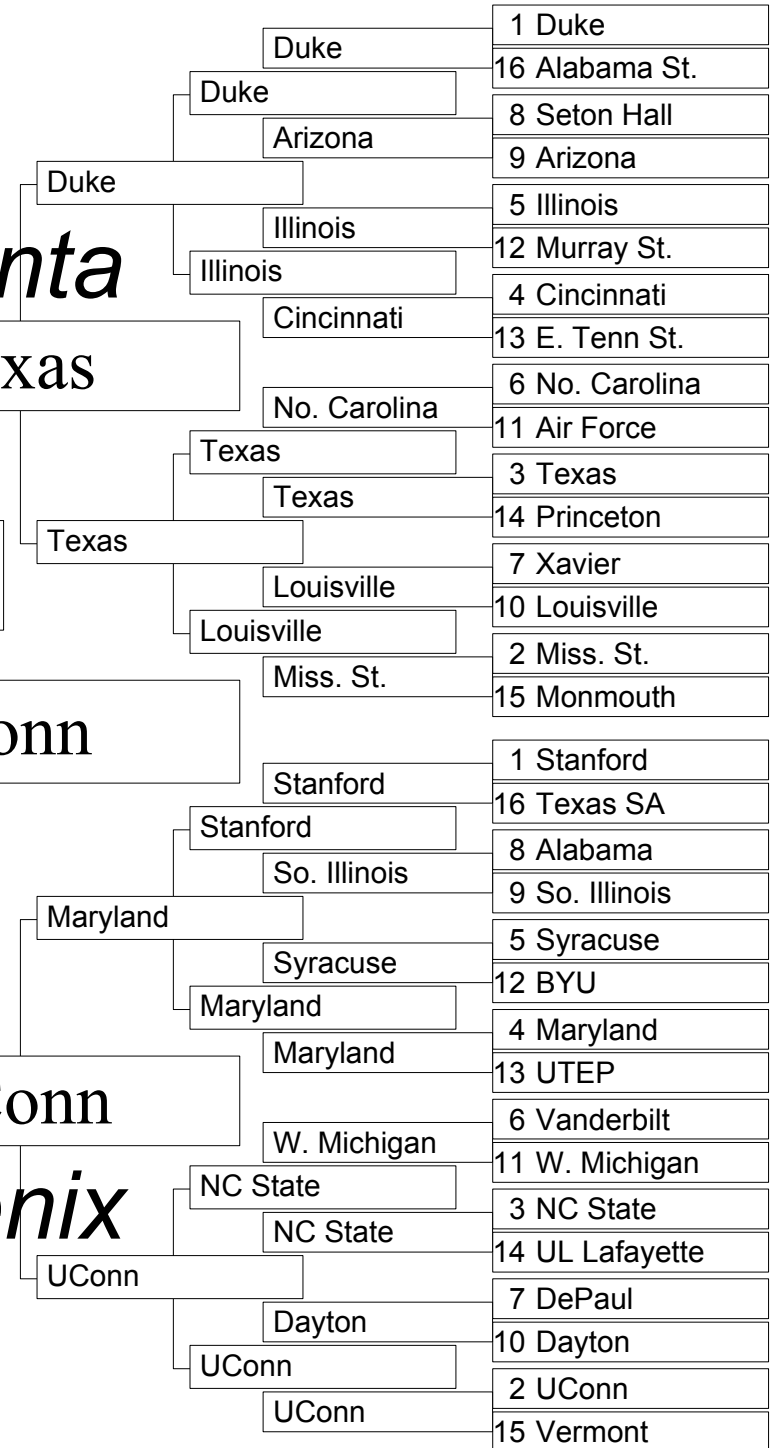 1 Duke
Duke
16 Alabama St.
Duke
8 Seton Hall
Arizona
9 Arizona
Duke
5 Illinois
Illinois
12 Murray St.
nta
Illinois
4 Cincinnati
Cincinnati
13 E. Tenn St.
xas
6 No. Carolina
No. Carolina
11 Air Force
Texas
3 Texas
Texas
14 Princeton
Texas
7 Xavier
Louisville
10 Louisville
Louisville
2 Miss. St.
Miss. St.
15 Monmouth
onn
1 Stanford
Stanford
16 Texas SA
Stanford
8 Alabama
So. Illinois
9 So. Illinois
Maryland
5 Syracuse
Syracuse
12 BYU
Maryland
4 Maryland
Maryland
13 UTEP
Conn
6 Vanderbilt
W. Michigan
11 W. Michigan
NC State
nix
3 NC State
NC State
14 UL Lafayette
UConn
7 DePaul
Dayton
10 Dayton
UConn
2 UConn
UConn
15 Vermont